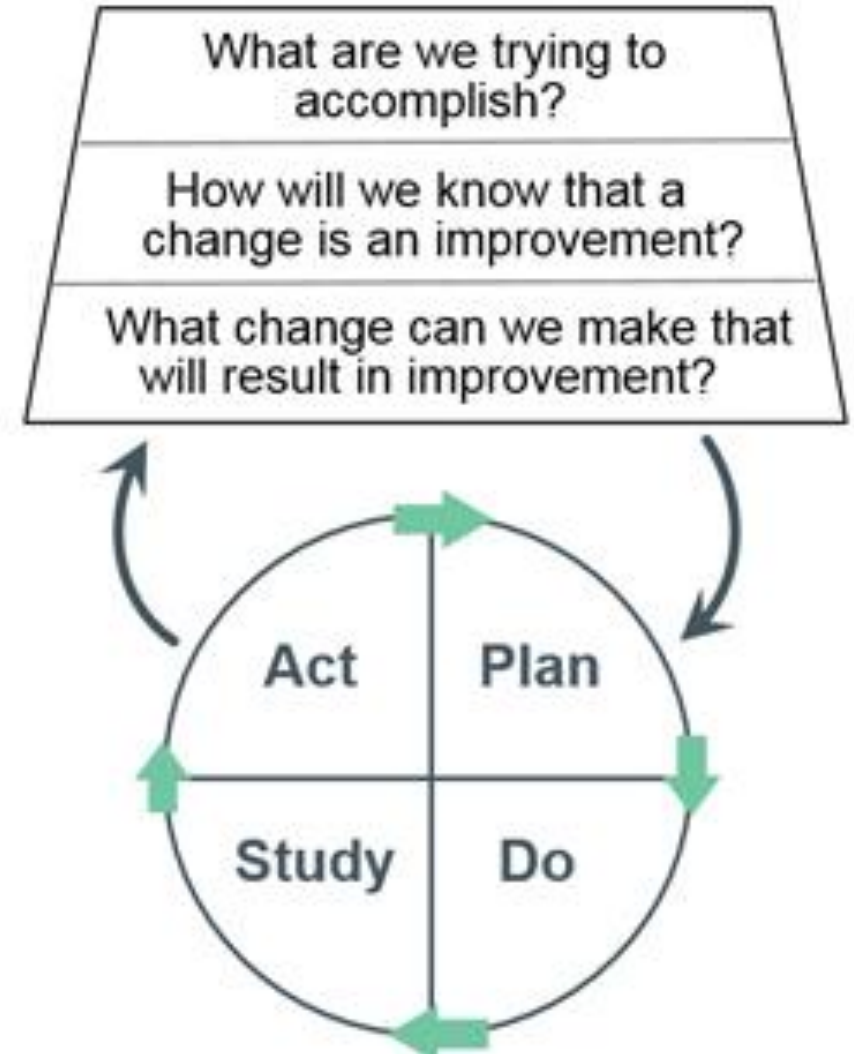 What are we trying to
accomplish?
How will we know that a
change is an improvement?
What change can we make that
will result in improvement?
Act
Plan
Study
Do